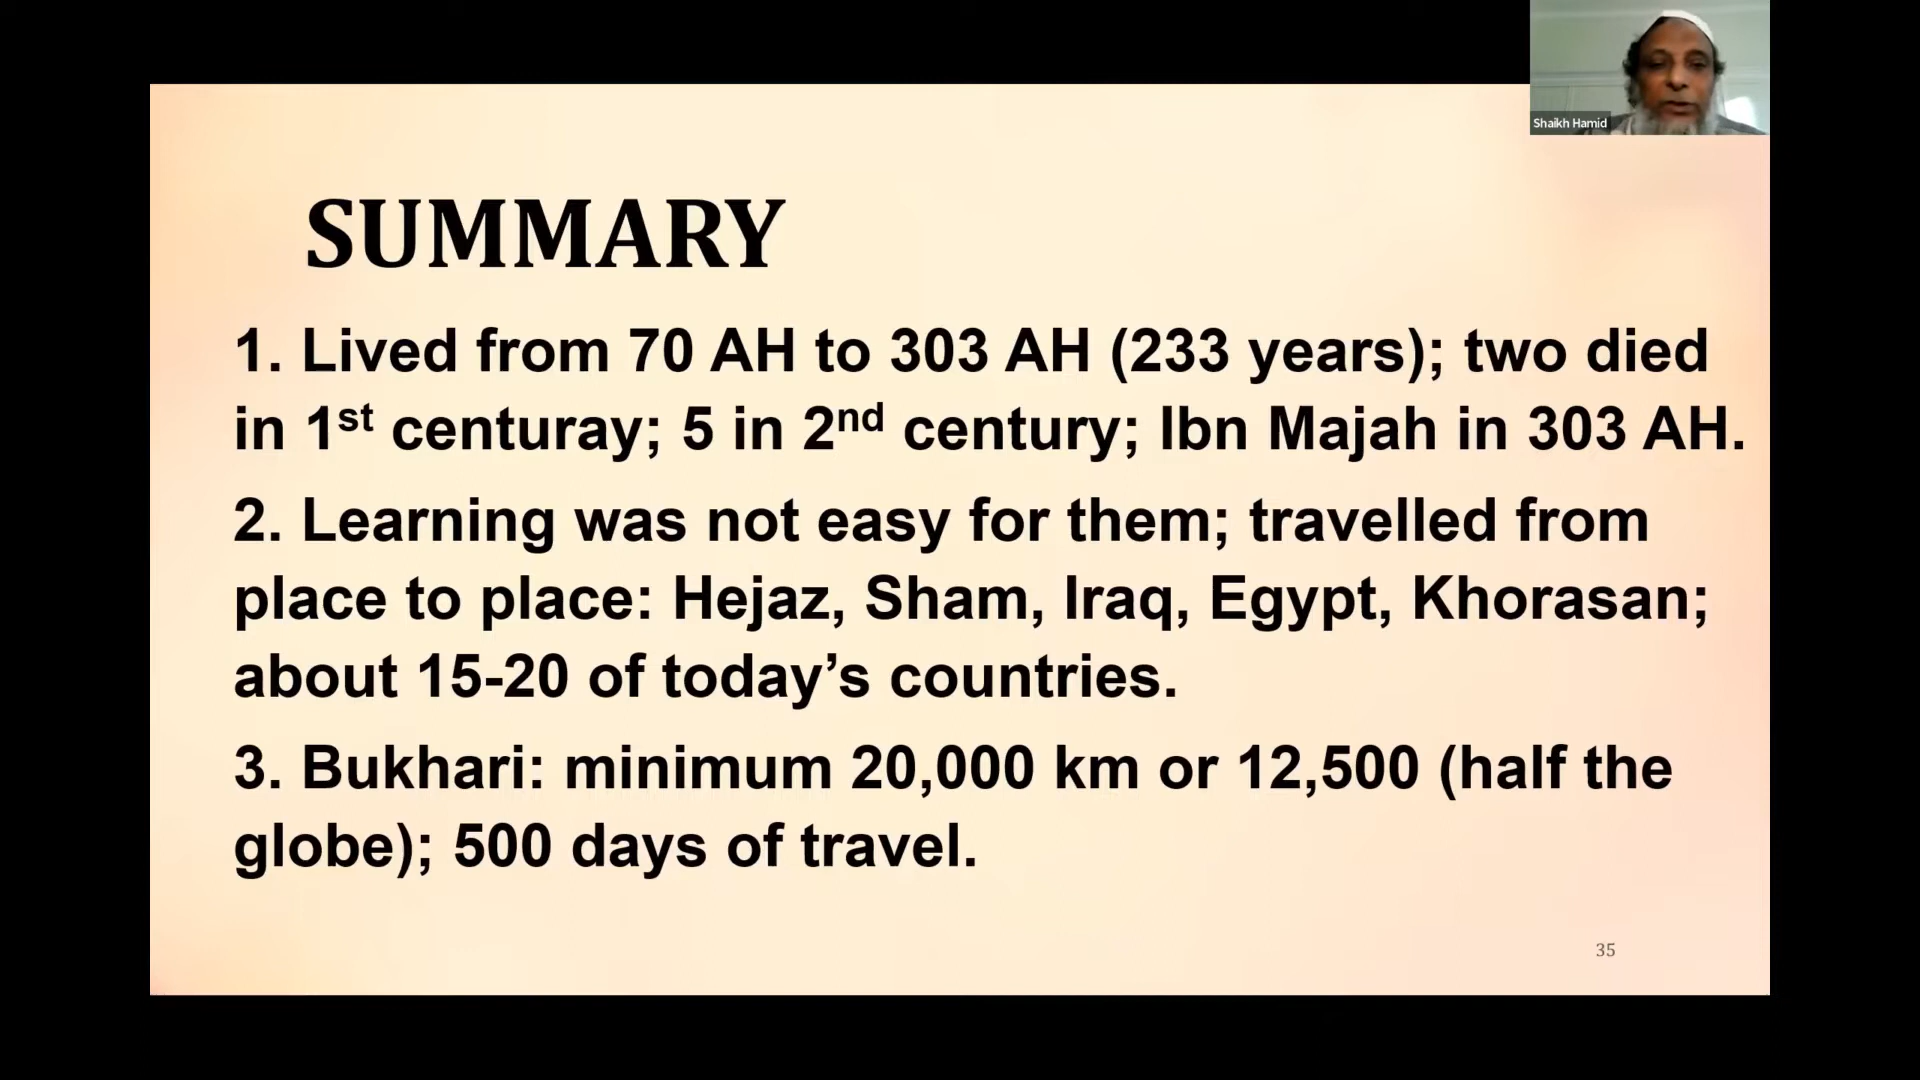 Shaikh Hamid
SUMMARY
1. Lived from 70 AH to 303 AH (233 years); two died
in 1st centuray; 5 in 2nd century; Ibn Majah in 303 AH.
2. Learning was not easy for them; travelled from
place to place: Hejaz, Sham, Iraq, Egypt, Khorasan;
about 15-20 of today’s countries.
3. Bukhari: minimum 20,000 km or 12,500 (half the
globe); 500 days of travel.
35